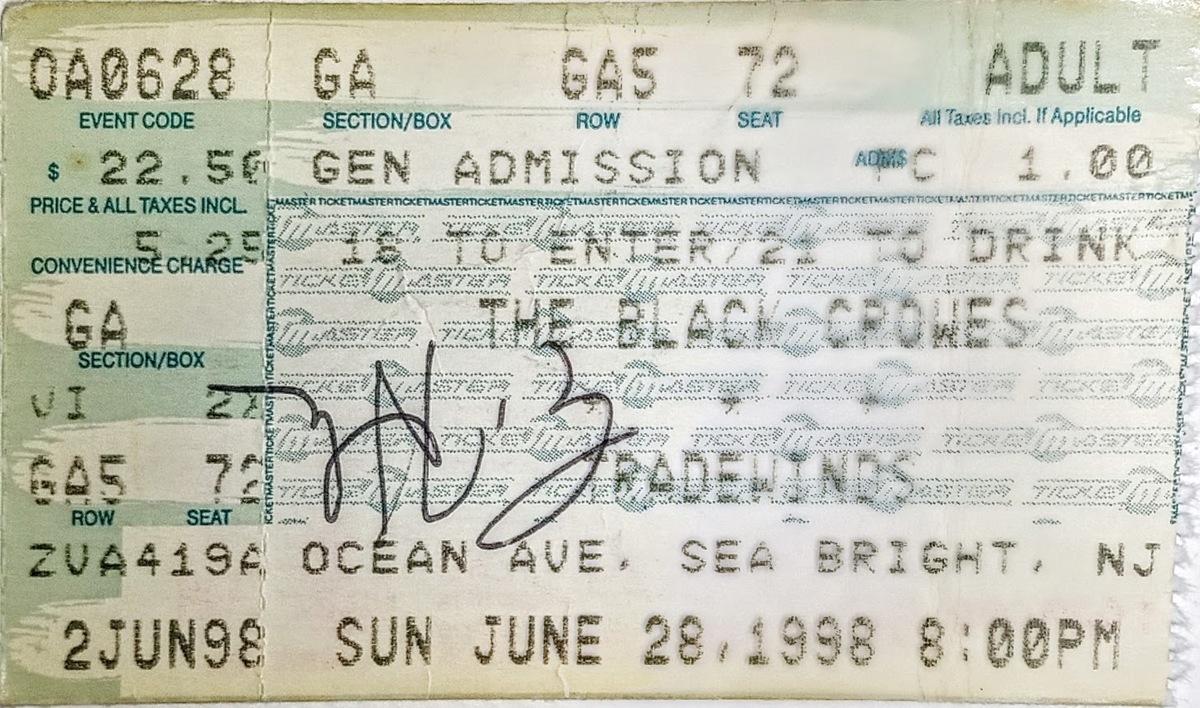 0A0628 GA GA5 72 ADULT
EVENT CODE SECTION/BOX ROW SEAT All Taxes Incl. If Applicable
$ 22.50 GEN ADMISSION ADMS C 1.00
PRICE & ALL TAXES INCL.
5.25 18 TO ENTER/21 TO DRINK
CONVENIENCE CHARGE
GA THE BLACK CROWES
SECTION/BOX
VI
GA5 72 TRADEWINDS
ROW SEAT
ZVA419A OCEAN AVE. SEA BRIGHT, NJ
2JUN98 SUN JUNE 28,1998 8:00PM